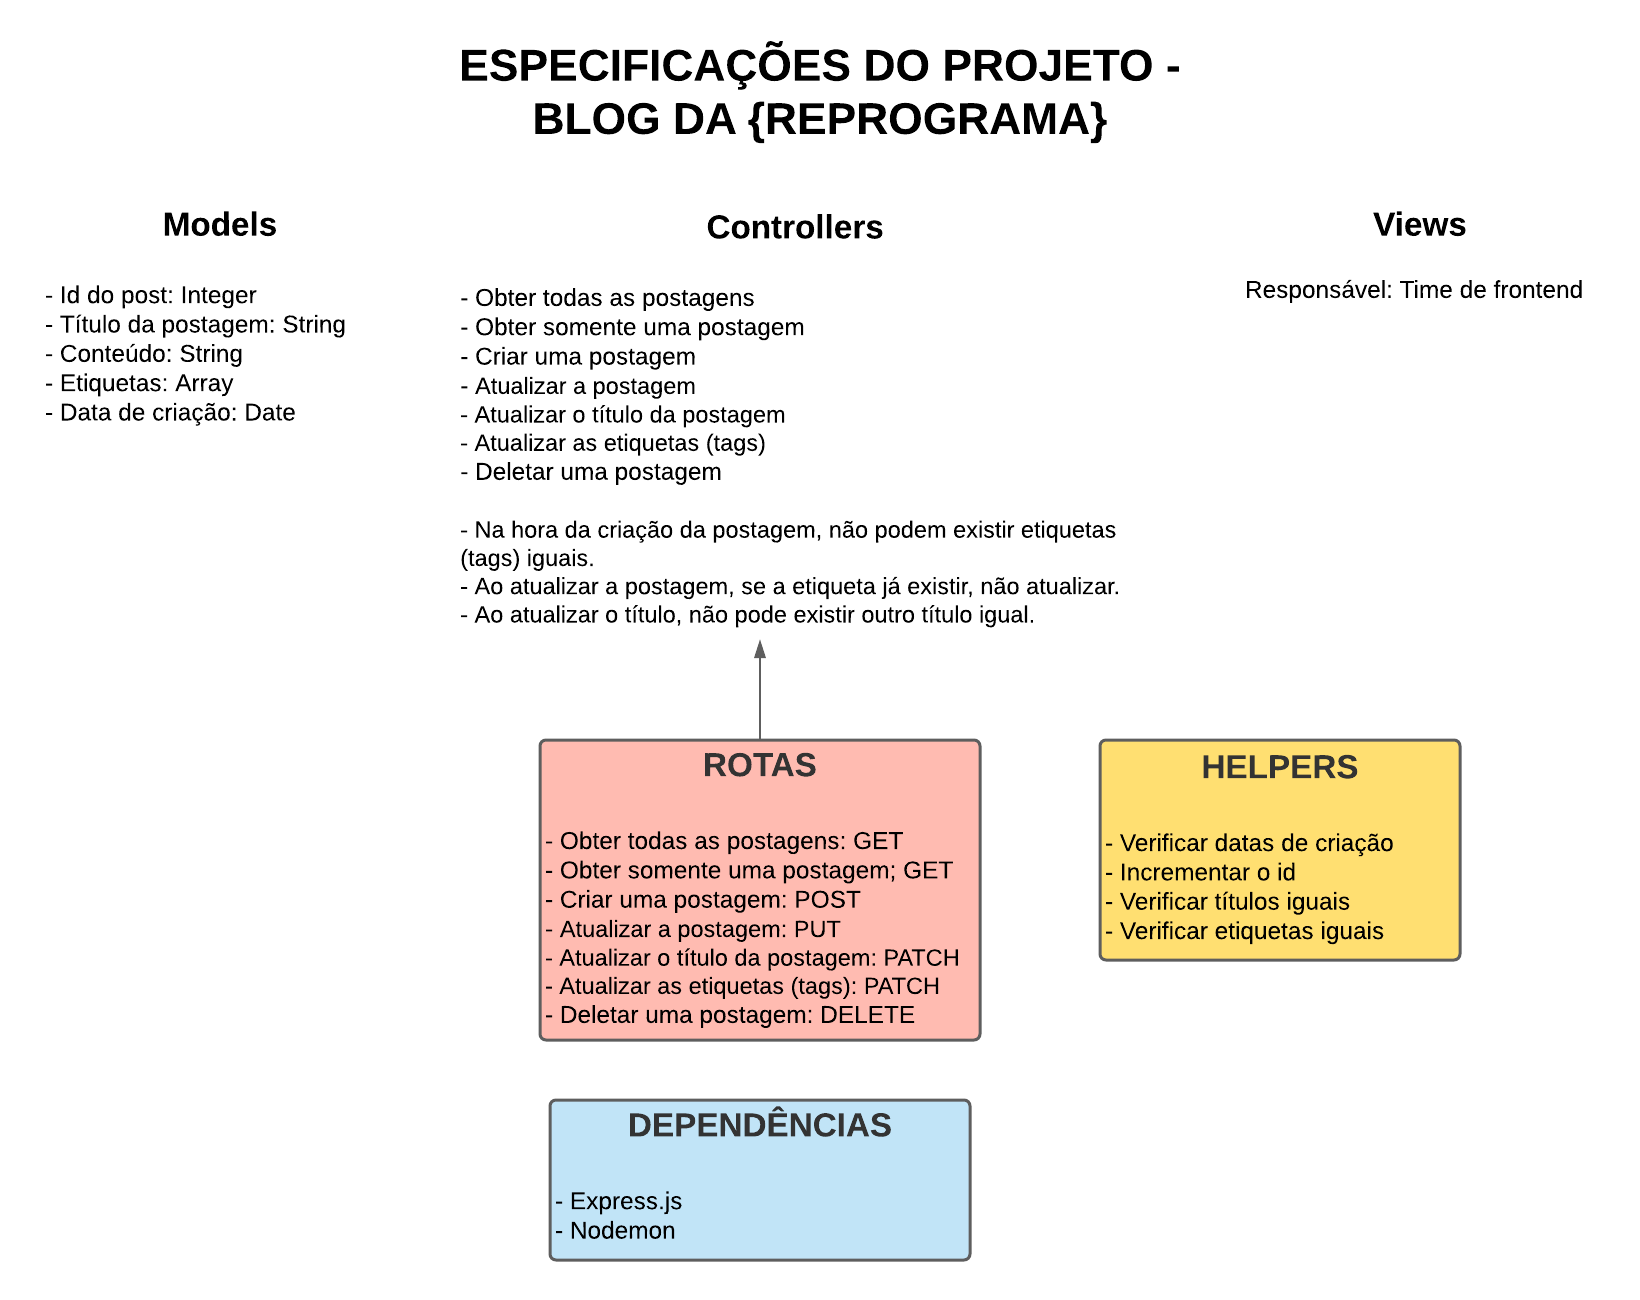 ESPECIFICAÇÕES DO PROJETO -
BLOG DA {REPROGRAMA}
Models
- Id do post: Integer
- Título da postagem: String
- Conteúdo: String
- Etiquetas: Array
- Data de criação: Date
Controllers
- Obter todas as postagens
- Obter somente uma postagem
- Criar uma postagem
- Atualizar a postagem
- Atualizar o título da postagem
- Atualizar as etiquetas (tags)
- Deletar uma postagem
- Na hora da criação da postagem, não podem existir etiquetas
(tags) iguais.
- Ao atualizar a postagem, se a etiqueta já existir, não atualizar.
- Ao atualizar o título, não pode existir outro título igual.
Views
Responsável: Time de frontend
ROTAS
- Obter todas as postagens: GET
- Obter somente uma postagem; GET
- Criar uma postagem: POST
- Atualizar a postagem: PUT
- Atualizar o título da postagem: PATCH
- Atualizar as etiquetas (tags): PATCH
- Deletar uma postagem: DELETE
HELPERS
- Verificar datas de criação
- Incrementar o id
- Verificar títulos iguais
- Verificar etiquetas iguais
DEPENDÊNCIAS
- Express.js
- Nodemon